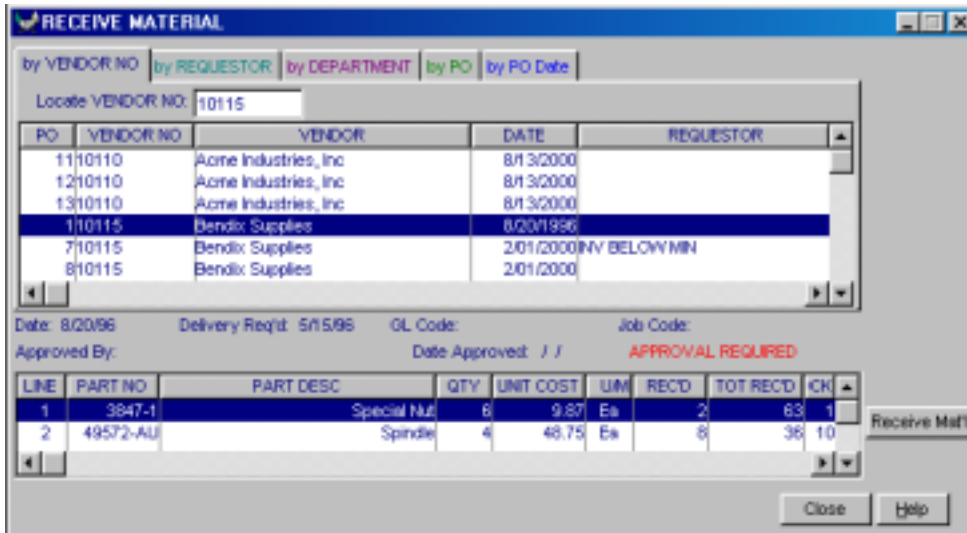 RECEIVE MATERIAL
by VENDOR NO by REQUESTOR by DEPARTMENT by PO by PO Date
Locate VENDOR NO: 10115
PO VENDOR NO VENDOR DATE REQUESTOR
11 10110 Acme Industries, Inc 8/13/2000
12 10110 Acme Industries, Inc 8/13/2000
13 10110 Acme Industries, Inc 8/13/2000
1 10115 Bendix Supplies 8/20/1996
7 10115 Bendix Supplies 2/01/2000 INV BELOW MIN
8 10115 Bendix Supplies 2/01/2000
Date: 8/20/96 Delivery Req'd: 5/15/96 GL Code: Job Code:
Approved By: Date Approved: / / APPROVAL REQUIRED
LINE PART NO PART DESC QTY UNIT COST U/M REC'D TOT REC'D CK
1 3847-1 Special Nut 6 9.87 Ea 2 63 1
2 49572-AU Spindle 4 48.75 Ea 8 36 10
Receive Mat'l
Close Help